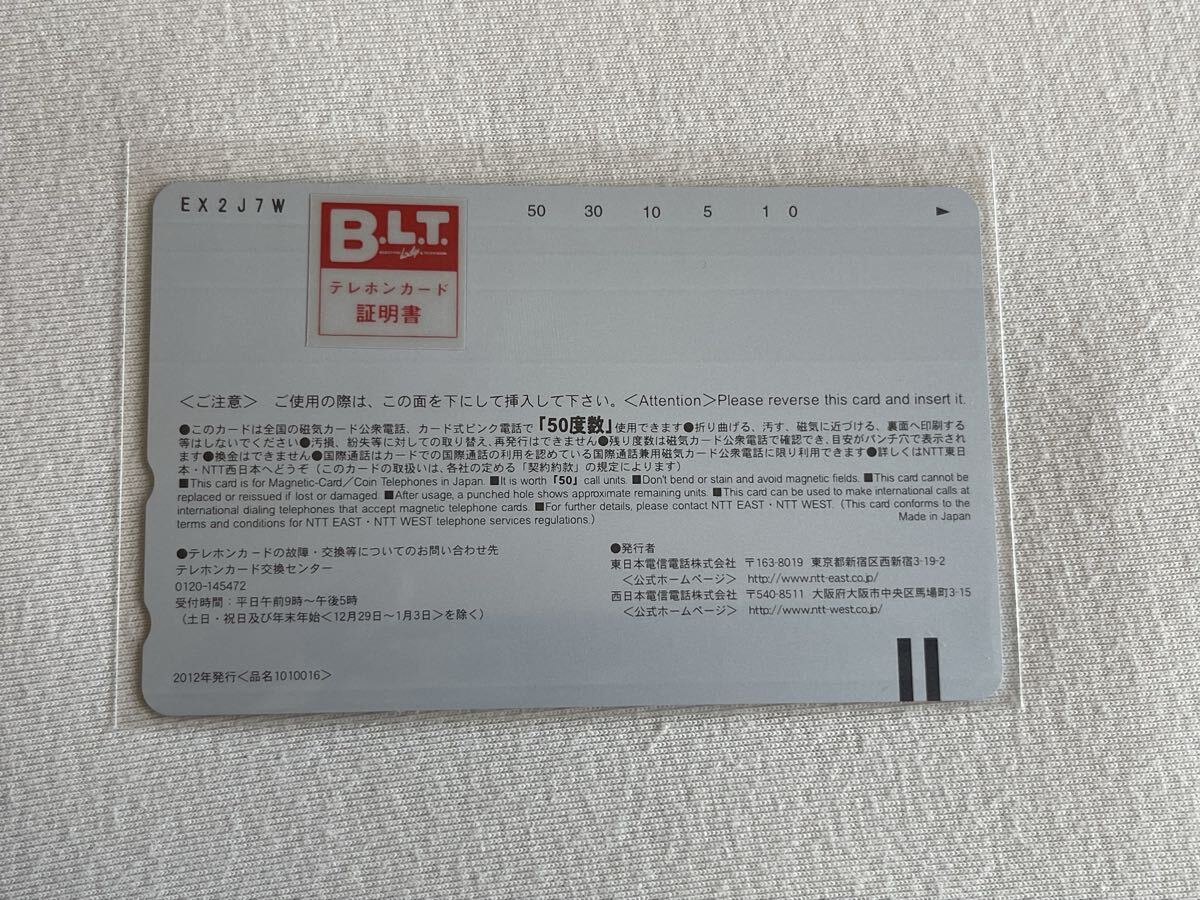 EX2J7W
B.L.T.
テレホンカード
証明書
50 30 10 5 1 0 ►
＜ご注意＞ ご使用の際は、この面を下にして挿入して下さい。＜Attention＞Please reverse this card and insert it.
●このカードは全国の磁気カード公衆電話、カード式ピンク電話で「50度数」使用できます●折り曲げる、汚す、磁気に近づける、裏面へ印刷する
等はしないでください●汚損、紛失等に対しての取り替え、再発行はできません●残り度数は磁気カード公衆電話で確認でき、目安がパンチ穴で表示され
ます●換金はできません●国際通話はカードでの国際通話の利用を認めている国際通話兼用磁気カード公衆電話に限り利用できます●詳しくはNTT東日
本・NTT西日本へどうぞ（このカードの取扱いは、各社の定める「契約約款」の規定によります）
■This card is for Magnetic-Card／Coin Telephones in Japan. ■It is worth「50」call units. ■Don't bend or stain and avoid magnetic fields. ■This card cannot be
replaced or reissued if lost or damaged. ■After usage, a punched hole shows approximate remaining units. ■This card can be used to make international calls at
international dialing telephones that accept magnetic telephone cards. ■For further details, please contact NTT EAST・NTT WEST. (This card conforms to the
terms and conditions for NTT EAST・NTT WEST telephone services regulations.)
Made in Japan
●テレホンカードの故障・交換等についてのお問い合わせ先
テレホンカード交換センター
0120-145472
受付時間：平日午前9時～午後5時
（土日・祝日及び年末年始＜12月29日～1月3日＞を除く）
●発行者
東日本電信電話株式会社 〒163-8019 東京都新宿区西新宿3-19-2
＜公式ホームページ＞ http://www.ntt-east.co.jp/
西日本電信電話株式会社 〒540-8511 大阪府大阪市中央区馬場町3-15
＜公式ホームページ＞ http://www.ntt-west.co.jp/
2012年発行＜品名1010016＞